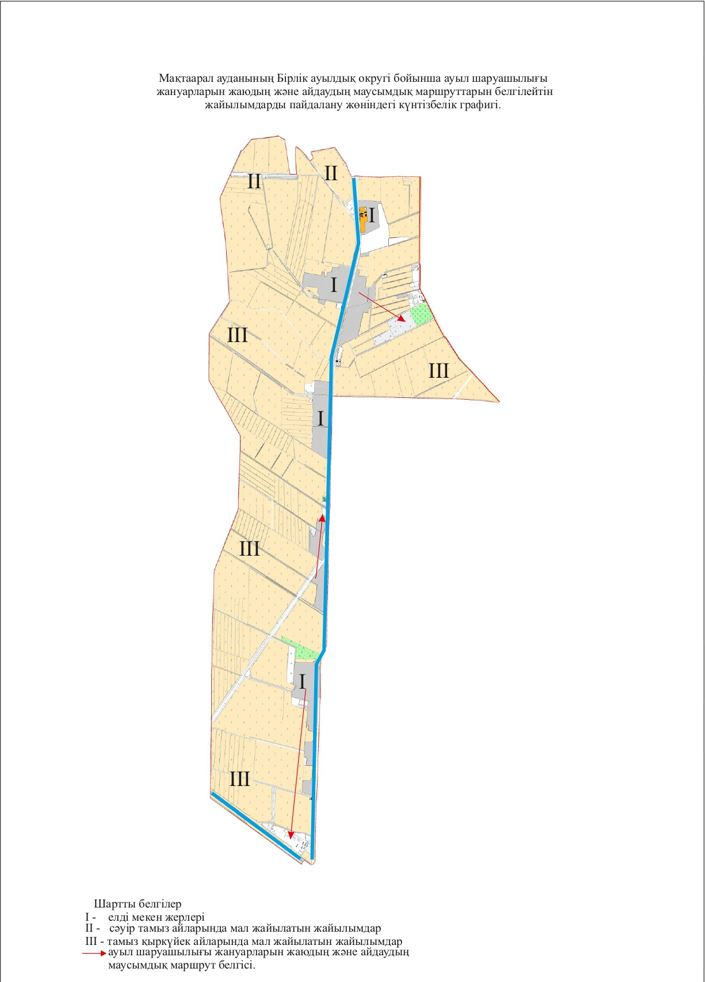 Мақтаарал ауданының Бірлік ауылдық округі бойынша ауыл шаруашылығы
жануарларын жаюдың және айдаудың маусымдық маршруттарын белгілейтін
жайылымдарды пайдалану жөніндегі күнтізбелік графигі.
II
II
I
I
III
III
I
III
I
III
Шартты белгілер
I - елді мекен жерлері
II - сәуір тамыз айларында мал жайылатын жайылымдар
III - тамыз қыркүйек айларында мал жайылатын жайылымдар
ауыл шаруашылығы жануарларын жаюдың және айдаудың
маусымдық маршрут белгісі.